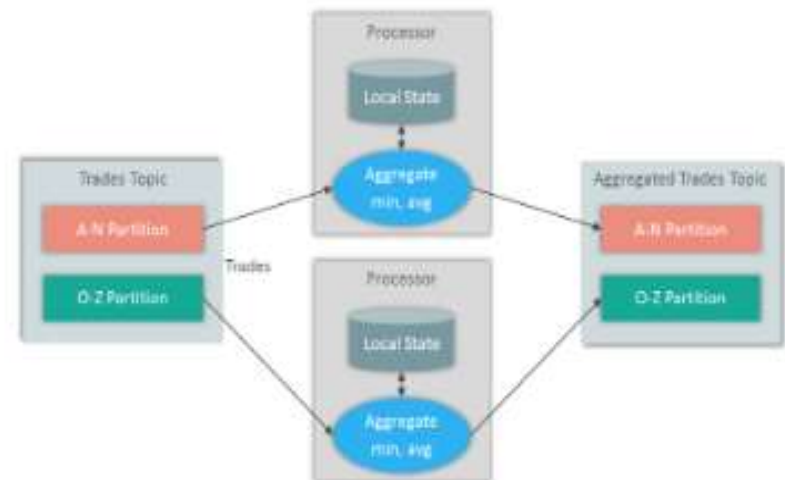 Processor
Local State
Aggregate
min, avg
Trades Topic
A-N Partition
O-Z Partition
Trades
Aggregated Trades Topic
A-N Partition
O-Z Partition
Processor
Local State
Aggregate
min, avg